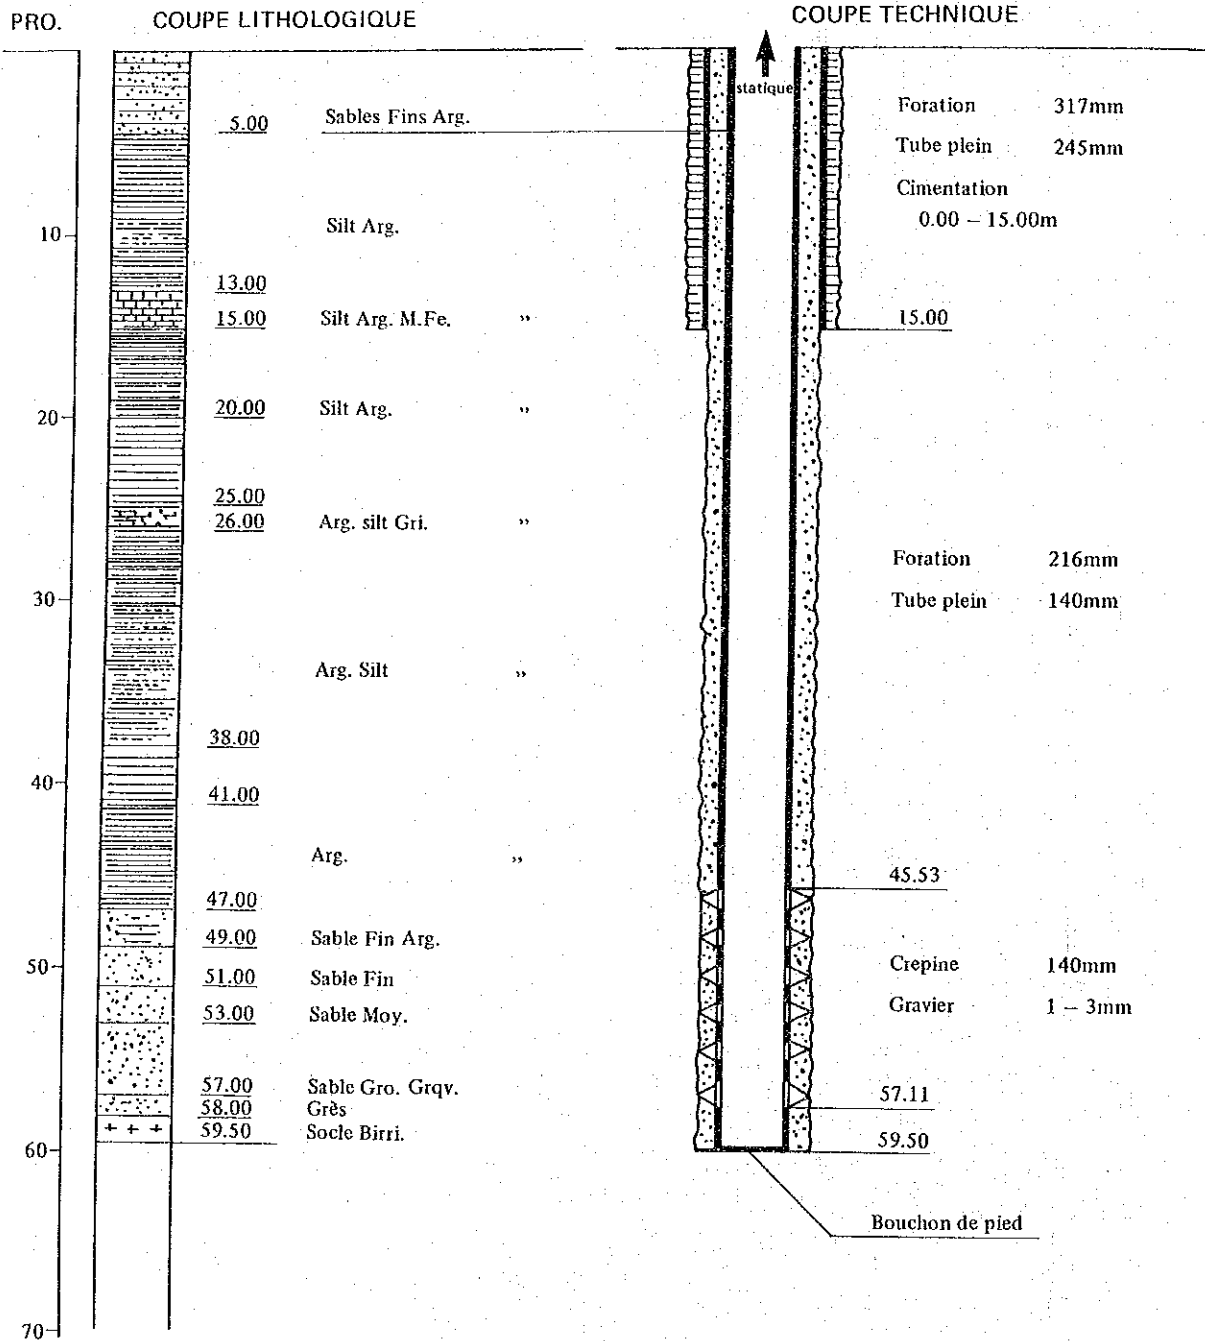 PRO. COUPE LITHOLOGIQUE COUPE TECHNIQUE
statique
5.00 Sables Fins Arg.
Foration 317mm
Tube plein 245mm
Cimentation
0.00 – 15.00m
10 Silt Arg.
13.00
15.00 Silt Arg. M.Fe. ”
15.00
20 20.00 Silt Arg. ”
25.00
26.00 Arg. silt Gri. ”
Foration 216mm
30 Tube plein 140mm
Arg. Silt ”
38.00
40
41.00
Arg. ”
45.53
47.00
49.00 Sable Fin Arg.
50 51.00 Sable Fin
Crepine 140mm
Gravier 1 – 3mm
53.00 Sable Moy.
57.00 Sable Gro. Grqv.
57.11
58.00 Grès
59.50 Socle Birri.
59.50
60
Bouchon de pied
70